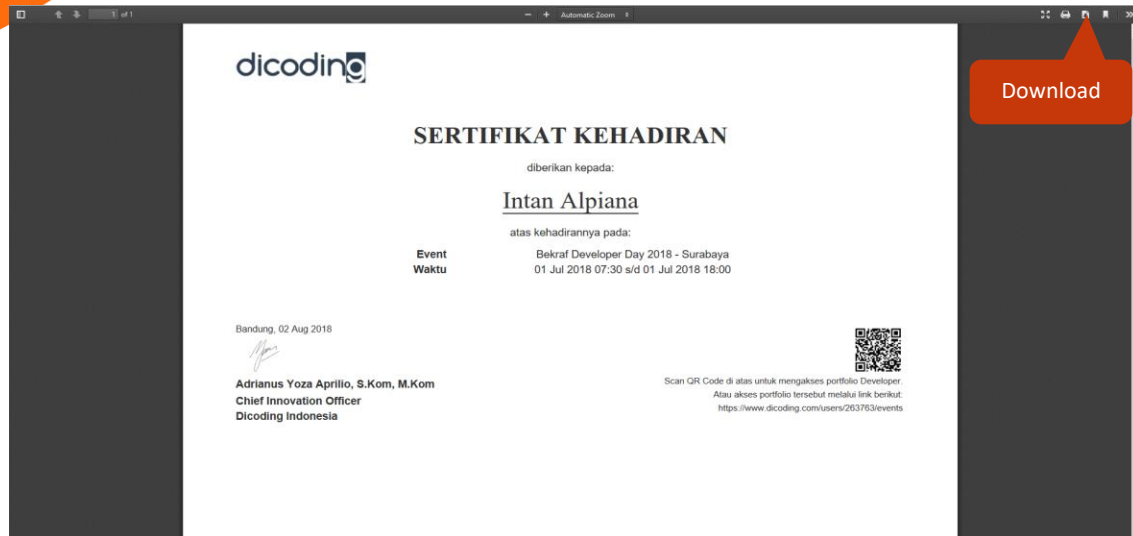 1 of 1
Automatic Zoom
Download
dicoding
SERTIFIKAT KEHADIRAN
diberikan kepada:
Intan Alpiana
atas kehadirannya pada:
Event Bekraf Developer Day 2018 - Surabaya
Waktu 01 Jul 2018 07:30 s/d 01 Jul 2018 18:00
Bandung, 02 Aug 2018
Adrianus Yoza Aprilio, S.Kom, M.Kom
Chief Innovation Officer
Dicoding Indonesia
Scan QR Code di atas untuk mengakses portfolio Developer.
Atau akses portfolio tersebut melalui link berikut:
https://www.dicoding.com/users/263763/events